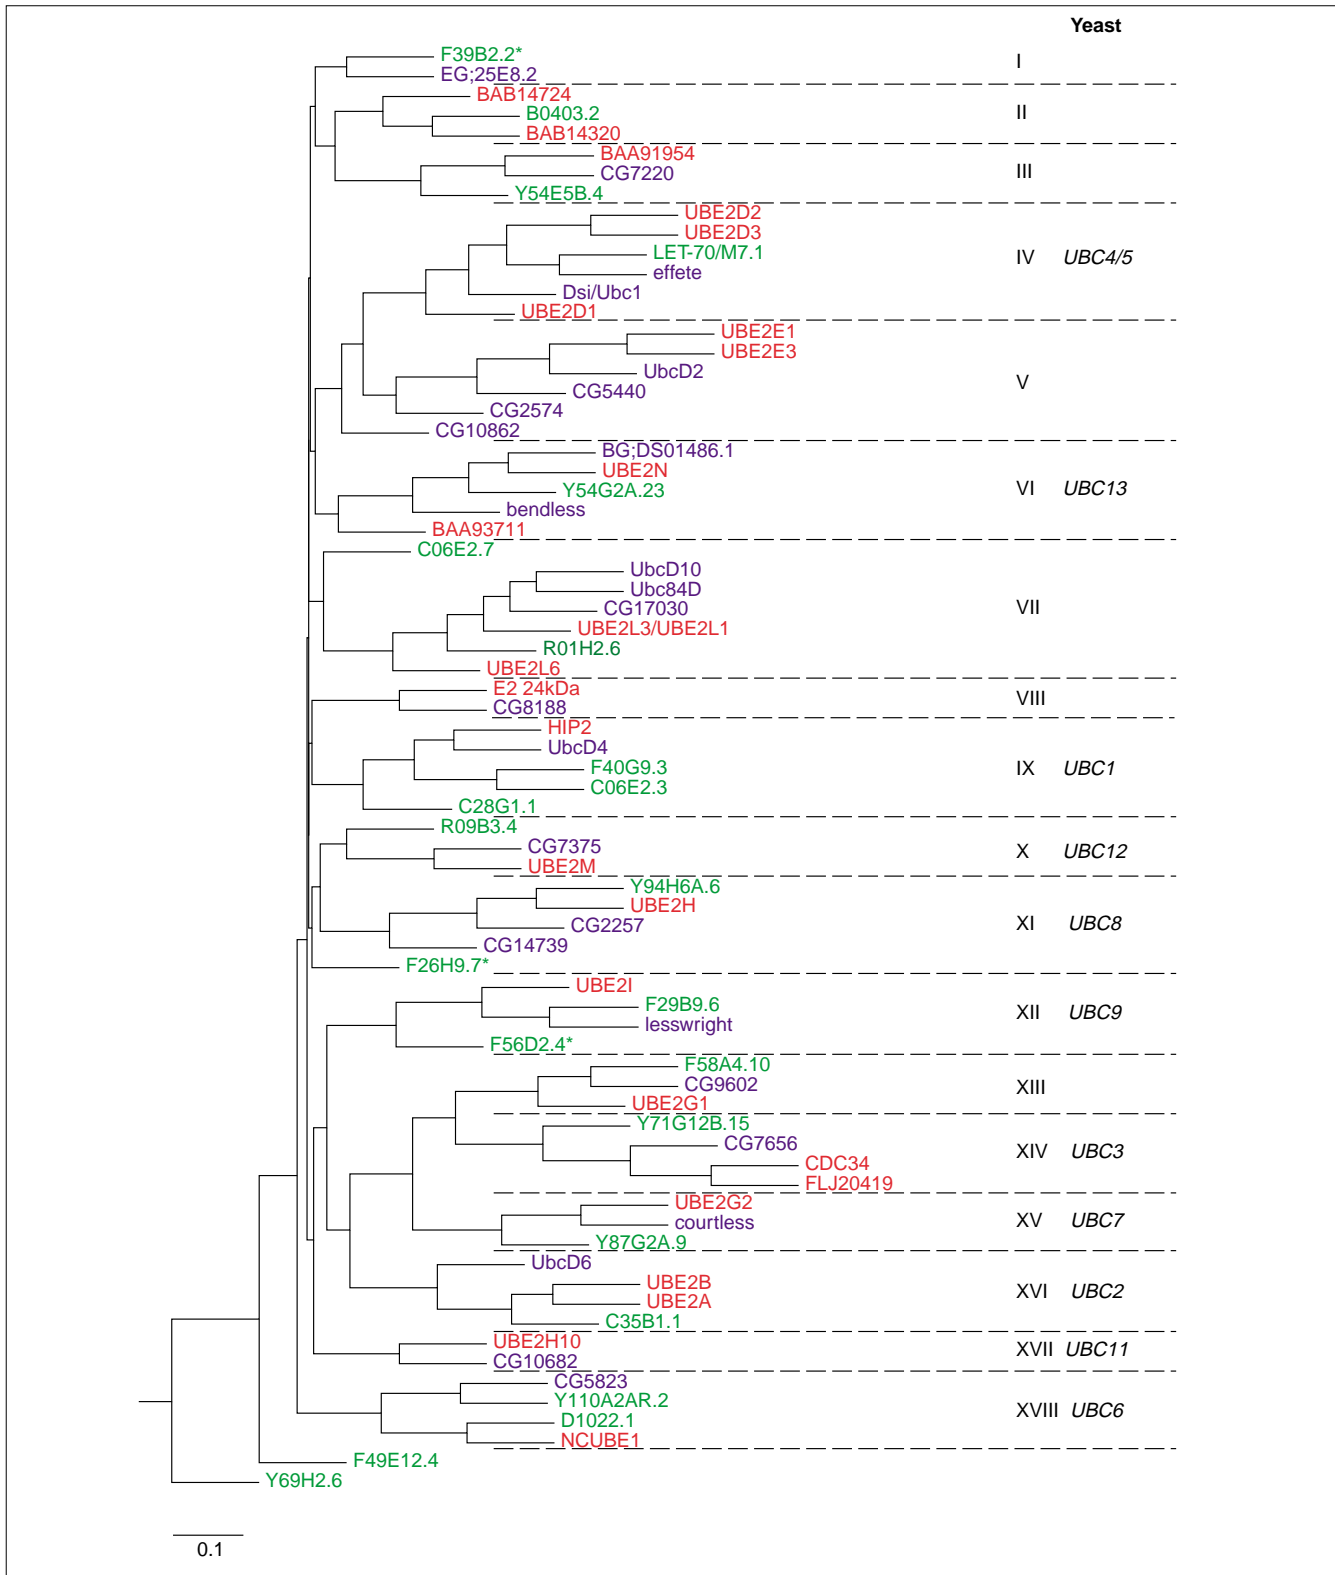 Yeast
F39B2.2*
I
EG;25E8.2
BAB14724
B0403.2
II
BAB14320
BAA91954
CG7220
III
Y54E5B.4
UBE2D2
UBE2D3
LET-70/M7.1
IV UBC4/5
effete
Dsi/Ubc1
UBE2D1
UBE2E1
UBE2E3
UbcD2
V
CG5440
CG2574
CG10862
BG;DS01486.1
UBE2N
Y54G2A.23
VI UBC13
bendless
BAA93711
C06E2.7
UbcD10
Ubc84D
CG17030
VII
UBE2L3/UBE2L1
R01H2.6
UBE2L6
E2 24kDa
VIII
CG8188
HIP2
UbcD4
F40G9.3
IX UBC1
C06E2.3
C28G1.1
R09B3.4
CG7375
X UBC12
UBE2M
Y94H6A.6
UBE2H
CG2257
XI UBC8
CG14739
F26H9.7*
UBE2I
F29B9.6
XII UBC9
lesswright
F56D2.4*
F58A4.10
CG9602
XIII
UBE2G1
Y71G12B.15
CG7656
XIV UBC3
CDC34
FLJ20419
UBE2G2
courtless
XV UBC7
Y87G2A.9
UbcD6
UBE2B
XVI UBC2
UBE2A
C35B1.1
UBE2H10
XVII UBC11
CG10682
CG5823
Y110A2AR.2
XVIII UBC6
D1022.1
NCUBE1
F49E12.4
Y69H2.6
0.1